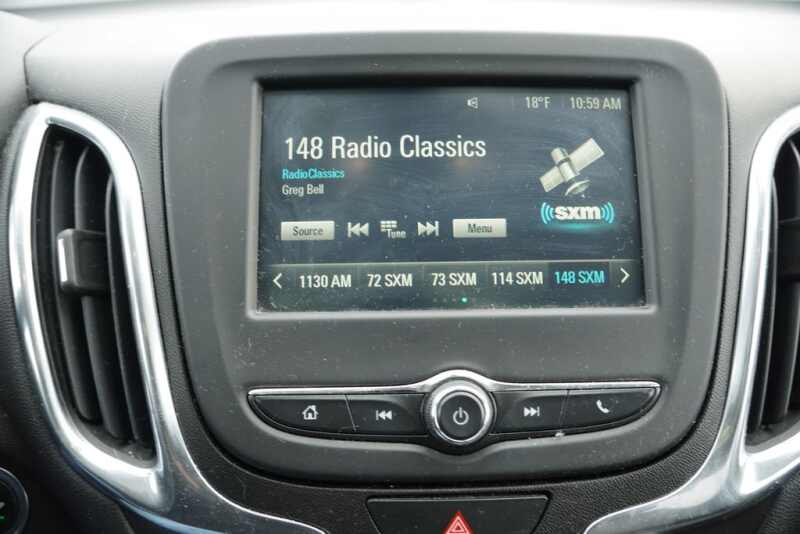 18°F 10:59 AM
148 Radio Classics
RadioClassics
Greg Bell
sxm
Source Tune Menu
1130 AM 72 SXM 73 SXM 114 SXM 148 SXM